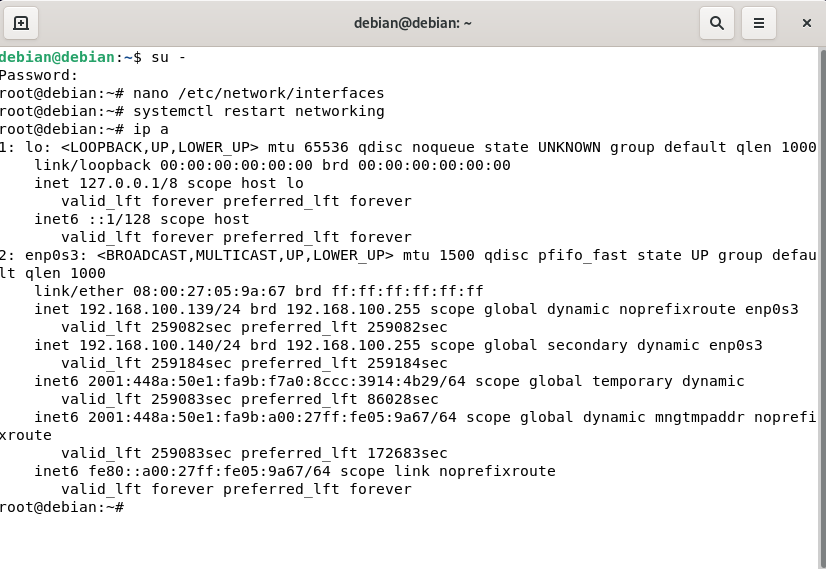 debian@debian: ~
debian@debian:~$ su -
Password:
root@debian:~# nano /etc/network/interfaces
root@debian:~# systemctl restart networking
root@debian:~# ip a
1: lo: <LOOPBACK,UP,LOWER_UP> mtu 65536 qdisc noqueue state UNKNOWN group default qlen 1000
    link/loopback 00:00:00:00:00:00 brd 00:00:00:00:00:00
    inet 127.0.0.1/8 scope host lo
       valid_lft forever preferred_lft forever
    inet6 ::1/128 scope host
       valid_lft forever preferred_lft forever
2: enp0s3: <BROADCAST,MULTICAST,UP,LOWER_UP> mtu 1500 qdisc pfifo_fast state UP group defau
lt qlen 1000
    link/ether 08:00:27:05:9a:67 brd ff:ff:ff:ff:ff:ff
    inet 192.168.100.139/24 brd 192.168.100.255 scope global dynamic noprefixroute enp0s3
       valid_lft 259082sec preferred_lft 259082sec
    inet 192.168.100.140/24 brd 192.168.100.255 scope global secondary dynamic enp0s3
       valid_lft 259184sec preferred_lft 259184sec
    inet6 2001:448a:50e1:fa9b:f7a0:8ccc:3914:4b29/64 scope global temporary dynamic
       valid_lft 259083sec preferred_lft 86028sec
    inet6 2001:448a:50e1:fa9b:a00:27ff:fe05:9a67/64 scope global dynamic mngtmpaddr noprefi
xroute
       valid_lft 259083sec preferred_lft 172683sec
    inet6 fe80::a00:27ff:fe05:9a67/64 scope link noprefixroute
       valid_lft forever preferred_lft forever
root@debian:~#